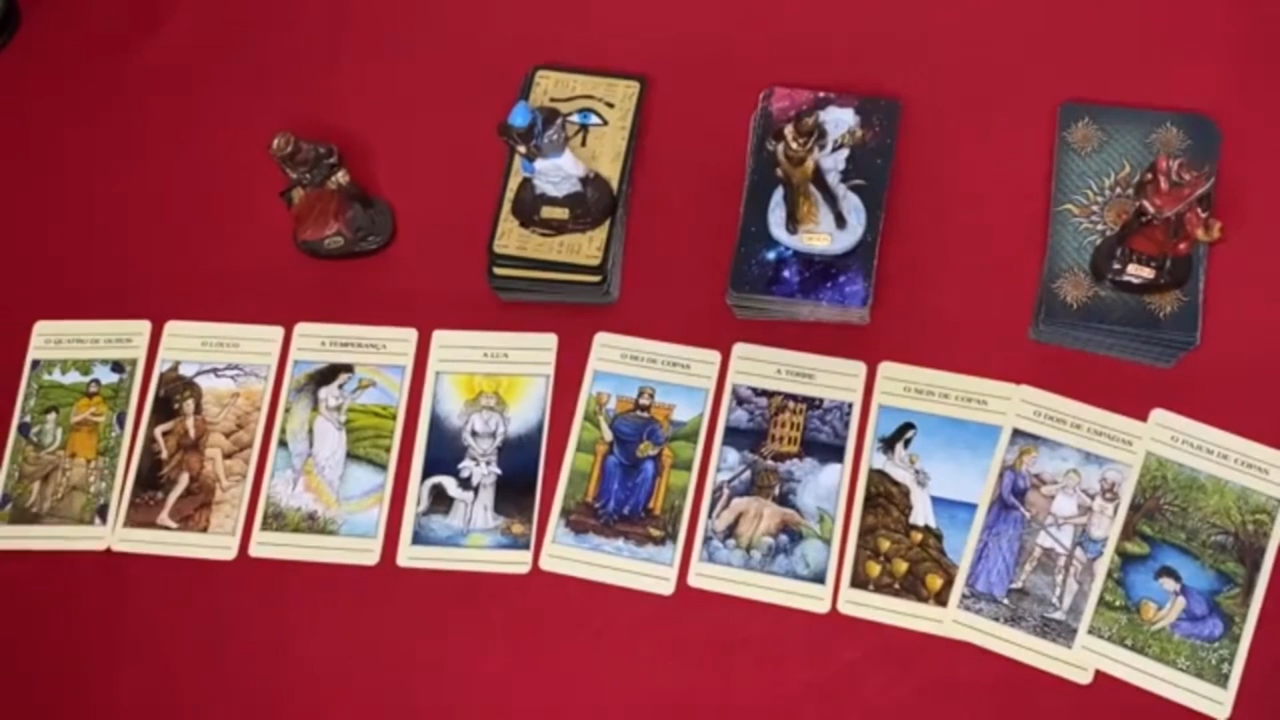 O QUATRO DE OUROS
O LOUCO
A TEMPERANÇA
A LUA
O REI DE COPAS
A TORRE
O SEIS DE COPAS
O DOIS DE ESPADAS
O PAJEM DE COPAS